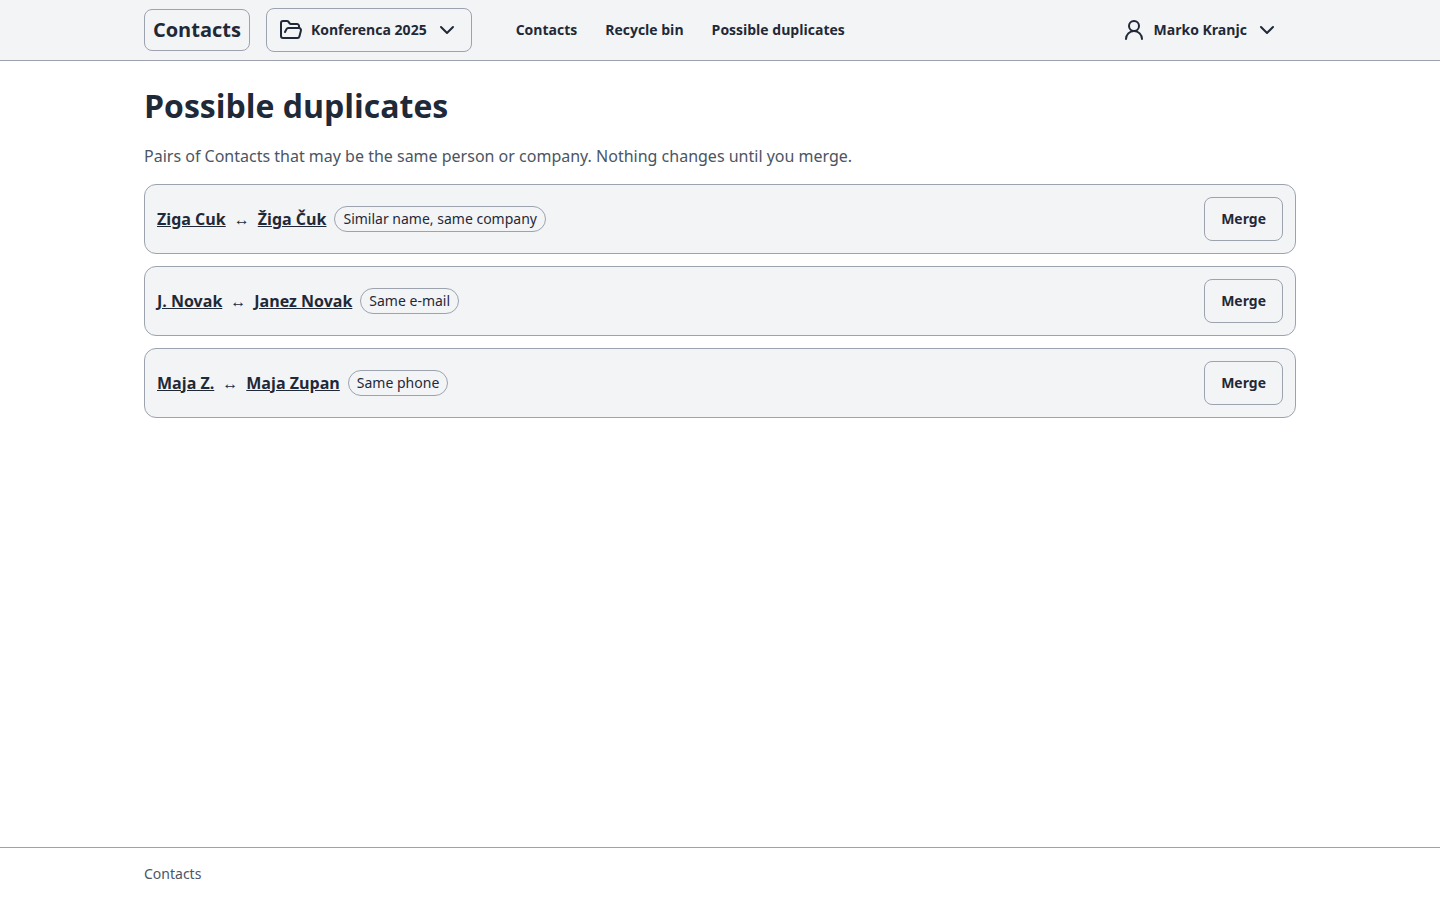 Contacts
Konferenca 2025
Contacts
Recycle bin
Possible duplicates
Marko Kranjc
Possible duplicates
Pairs of Contacts that may be the same person or company. Nothing changes until you merge.
Ziga Cuk ↔ Žiga Čuk Similar name, same company Merge
J. Novak ↔ Janez Novak Same e-mail Merge
Maja Z. ↔ Maja Zupan Same phone Merge
Contacts